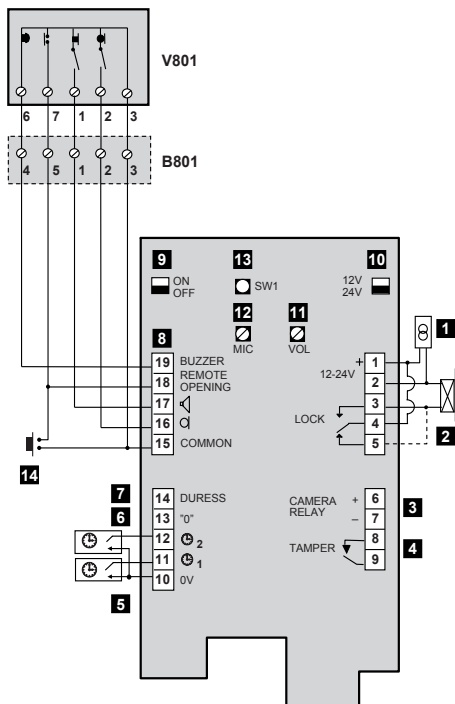 V801
6 7 1 2 3
B801
4 5 1 2 3
9
ON
OFF
13
SW1
10
12V
24V
12
MIC
11
VOL
1
8
19 BUZZER
18 REMOTE
OPENING
17
16
15 COMMON
+ 1
12-24V
2
3
LOCK 4
5
2
14
7
14 DURESS
6
13 "0"
12 2
11 1
10 0V
5
CAMERA + 6
RELAY
– 7
3
8
TAMPER
9
4